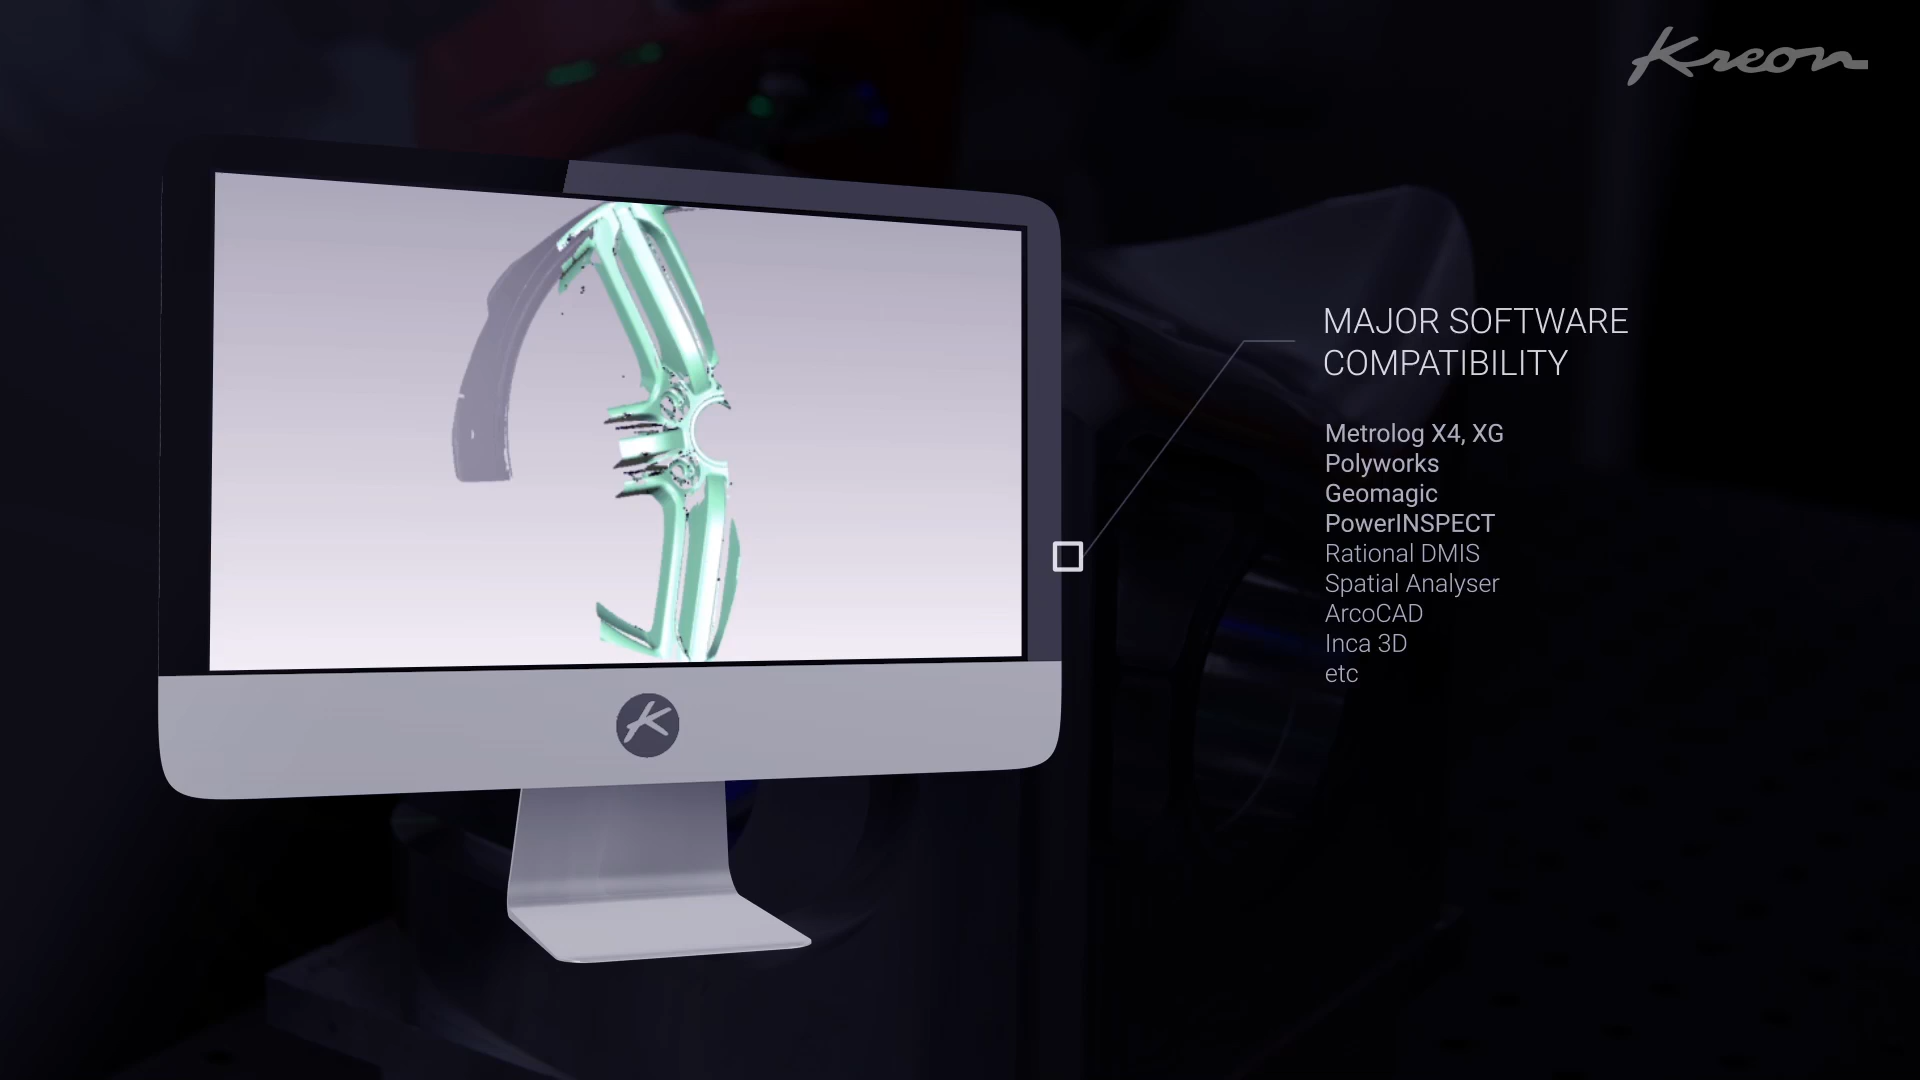 Kreon
MAJOR SOFTWARE
COMPATIBILITY
Metrolog X4, XG
Polyworks
Geomagic
PowerINSPECT
Rational DMIS
Spatial Analyser
ArcoCAD
Inca 3D
etc
K